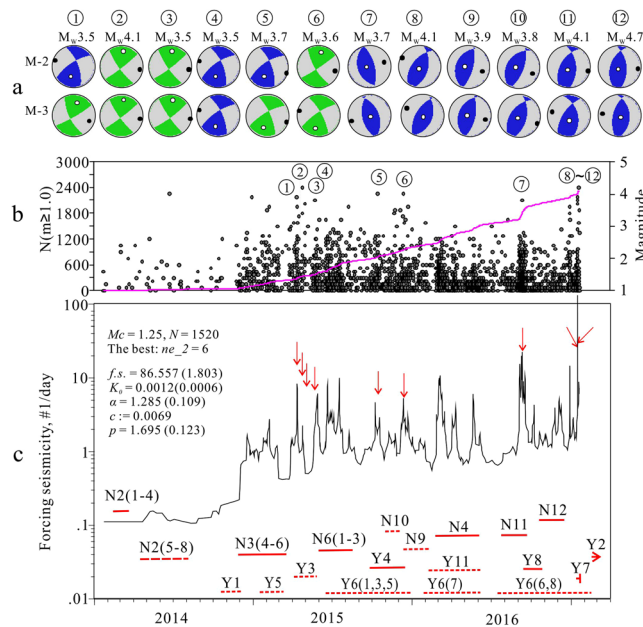 ① ② ③ ④ ⑤ ⑥ ⑦ ⑧ ⑨ ⑩ ⑪ ⑫
Mw3.5 Mw4.1 Mw3.5 Mw3.5 Mw3.7 Mw3.6 Mw3.7 Mw4.1 Mw3.9 Mw3.8 Mw4.1 Mw4.7
M-2
a
M-3
3000 5
2400 4
1800 3
1200 2
600
0 1
N(m≥1.0)
Magnitude
b
① ② ③ ④ ⑤ ⑥ ⑦ ⑧~⑫
100
10
1
0.1
.01
Forcing seismicity, #1/day
c
Mc = 1.25, N = 1520
The best: ne_2 = 6
f.s. = 86.557 (1.803)
K0 = 0.0012(0.0006)
α = 1.285 (0.109)
c := 0.0069
p = 1.695 (0.123)
N2(1-4)
N10 N4 N11 N12
N2(5-8) N3(4-6) N6(1-3) N9 Y2
Y3 Y4 Y11 Y8 Y7
Y1 Y5 Y6(1,3,5) Y6(7) Y6(6,8)
2014 2015 2016